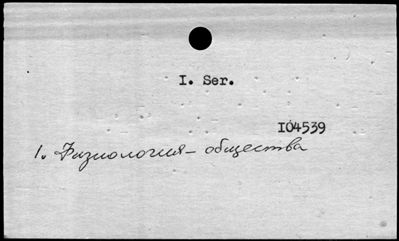 I. Ser.
I04539
1. Физиология – общества